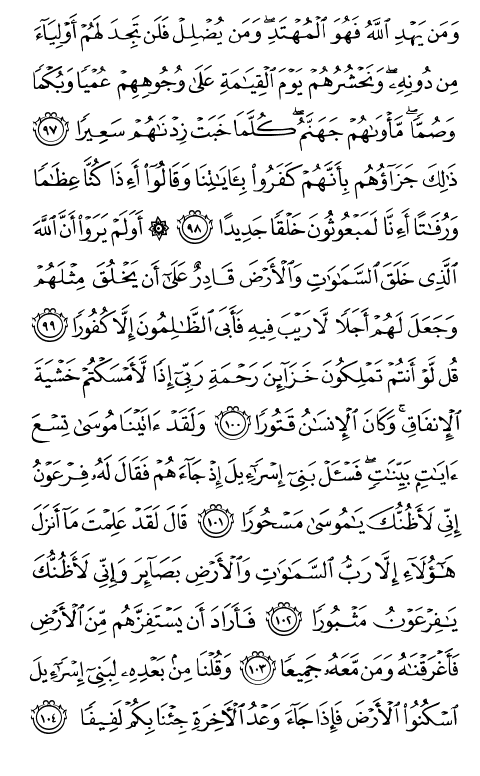 وَمَن يَهْدِ ٱللَّهُ فَهُوَ ٱلْمُهْتَدِۖ وَمَن يُضْلِلْ فَلَن تَجِدَ لَهُمْ أَوْلِيَآءَ
مِن دُونِهِۦۖ وَنَحْشُرُهُمْ يَوْمَ ٱلْقِيَٰمَةِ عَلَىٰ وُجُوهِهِمْ عُمْيًا وَبُكْمًا
وَصُمًّاۖ مَّأْوَىٰهُمْ جَهَنَّمُۖ كُلَّمَا خَبَتْ زِدْنَٰهُمْ سَعِيرًا ٩٧
ذَٰلِكَ جَزَآؤُهُم بِأَنَّهُمْ كَفَرُوا۟ بِـَٔايَٰتِنَا وَقَالُوٓا۟ أَءِذَا كُنَّا عِظَٰمًا
وَرُفَٰتًا أَءِنَّا لَمَبْعُوثُونَ خَلْقًا جَدِيدًا ٩٨ ۞ أَوَلَمْ يَرَوْا۟ أَنَّ ٱللَّهَ
ٱلَّذِى خَلَقَ ٱلسَّمَٰوَٰتِ وَٱلْأَرْضَ قَادِرٌ عَلَىٰٓ أَن يَخْلُقَ مِثْلَهُمْ
وَجَعَلَ لَهُمْ أَجَلًا لَّا رَيْبَ فِيهِ فَأَبَى ٱلظَّٰلِمُونَ إِلَّا كُفُورًا ٩٩
قُل لَّوْ أَنتُمْ تَمْلِكُونَ خَزَآئِنَ رَحْمَةِ رَبِّىٓ إِذًا لَّأَمْسَكْتُمْ خَشْيَةَ
ٱلْإِنفَاقِۚ وَكَانَ ٱلْإِنسَٰنُ قَتُورًا ١٠٠ وَلَقَدْ ءَاتَيْنَا مُوسَىٰ تِسْعَ
ءَايَٰتٍۭ بَيِّنَٰتٍۖ فَسْـَٔلْ بَنِىٓ إِسْرَٰٓءِيلَ إِذْ جَآءَهُمْ فَقَالَ لَهُۥ فِرْعَوْنُ
إِنِّى لَأَظُنُّكَ يَٰمُوسَىٰ مَسْحُورًا ١٠١ قَالَ لَقَدْ عَلِمْتَ مَآ أَنزَلَ
هَٰٓؤُلَآءِ إِلَّا رَبُّ ٱلسَّمَٰوَٰتِ وَٱلْأَرْضِ بَصَآئِرَ وَإِنِّى لَأَظُنُّكَ
يَٰفِرْعَوْنُ مَثْبُورًا ١٠٢ فَأَرَادَ أَن يَسْتَفِزَّهُم مِّنَ ٱلْأَرْضِ
فَأَغْرَقْنَٰهُ وَمَن مَّعَهُۥ جَمِيعًا ١٠٣ وَقُلْنَا مِنۢ بَعْدِهِۦ لِبَنِىٓ إِسْرَٰٓءِيلَ
ٱسْكُنُوا۟ ٱلْأَرْضَ فَإِذَا جَآءَ وَعْدُ ٱلْءَاخِرَةِ جِئْنَا بِكُمْ لَفِيفًا ١٠٤